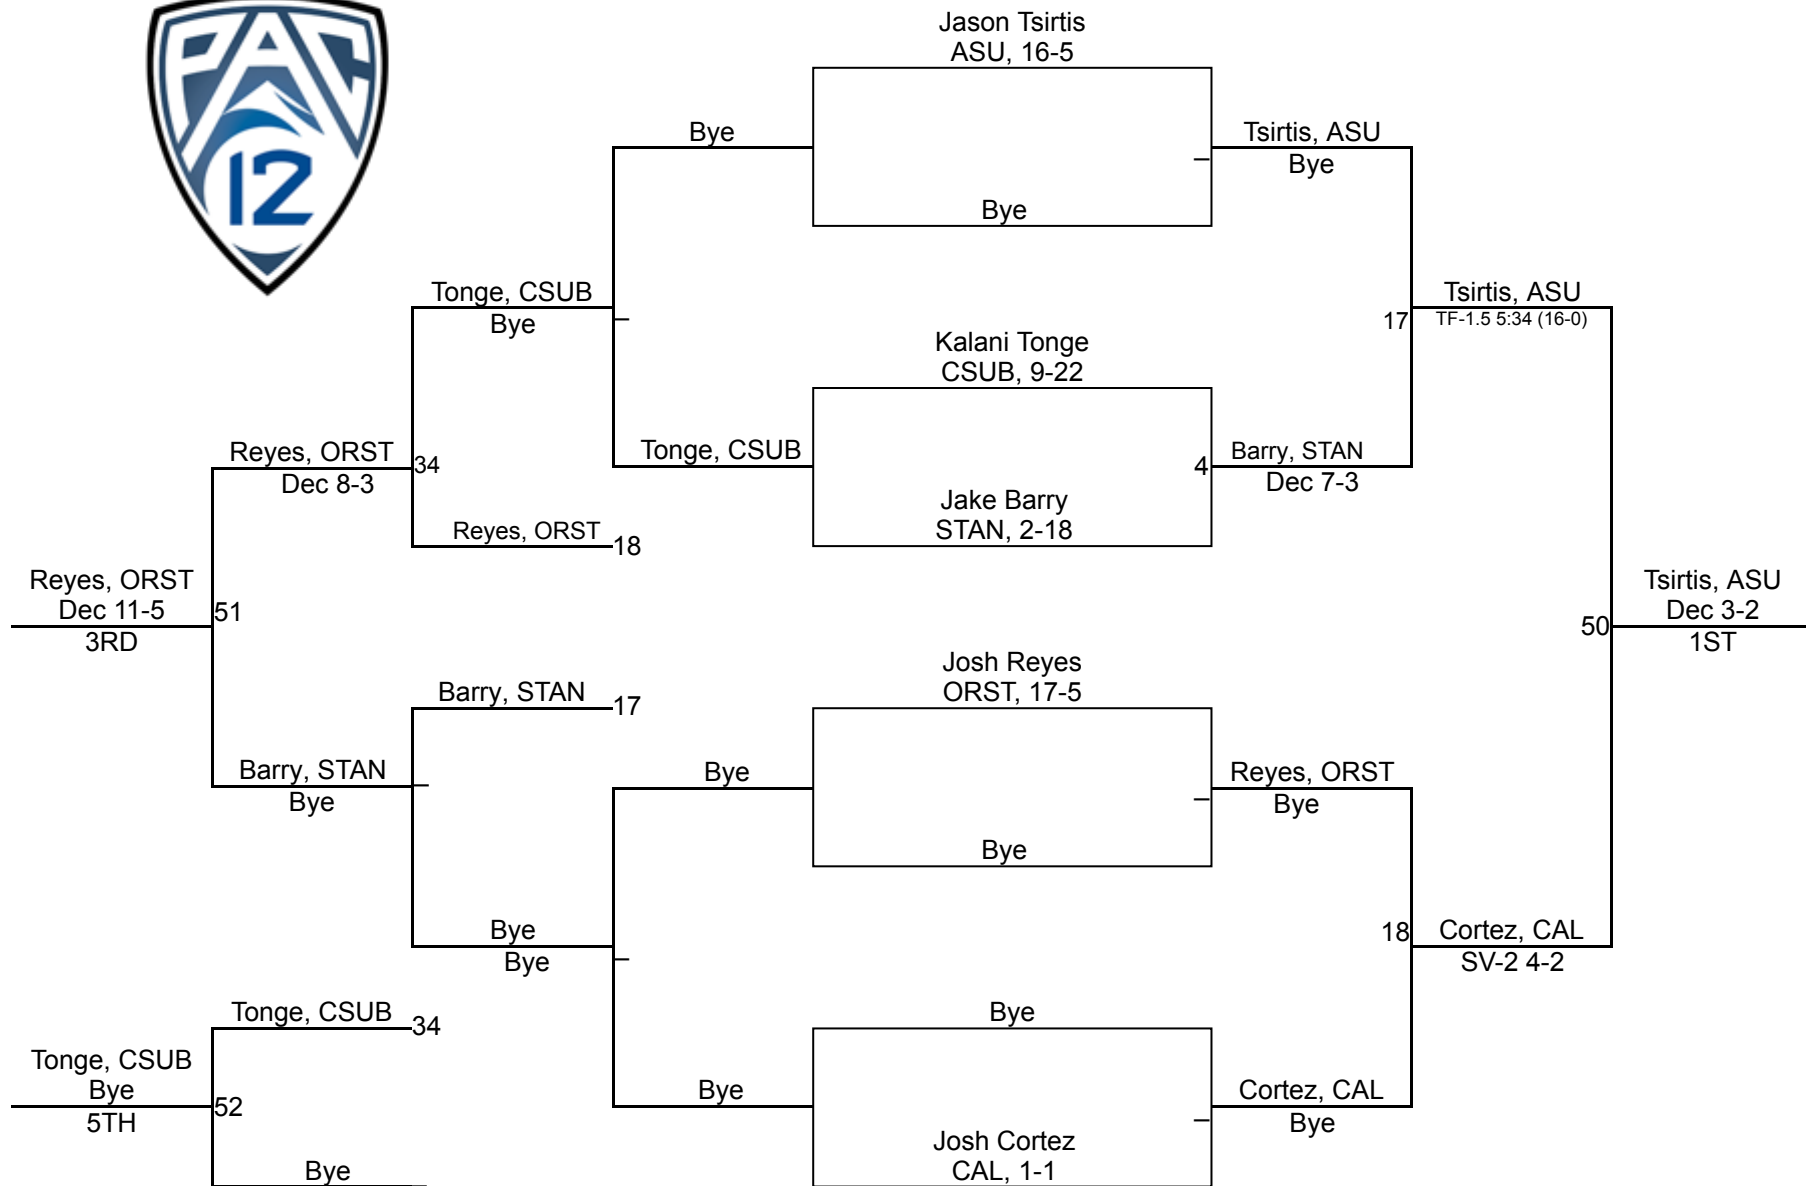 PAC
12
Jason Tsirtis
ASU, 16-5
Bye
Tsirtis, ASU
Bye
Bye
Tonge, CSUB
Bye
Tsirtis, ASU
17
TF-1.5 5:34 (16-0)
Kalani Tonge
CSUB, 9-22
Reyes, ORST
34
Dec 8-3
Tonge, CSUB
4
Barry, STAN
Dec 7-3
Jake Barry
STAN, 2-18
Reyes, ORST
18
Reyes, ORST
Dec 11-5
51
3RD
Tsirtis, ASU
Dec 3-2
50
1ST
Josh Reyes
ORST, 17-5
Barry, STAN
17
Barry, STAN
Bye
Bye
Reyes, ORST
Bye
Bye
Bye
Bye
18
Cortez, CAL
SV-2 4-2
Tonge, CSUB
34
Bye
Tonge, CSUB
Bye
52
5TH
Bye
Cortez, CAL
Bye
Josh Cortez
CAL, 1-1
Bye